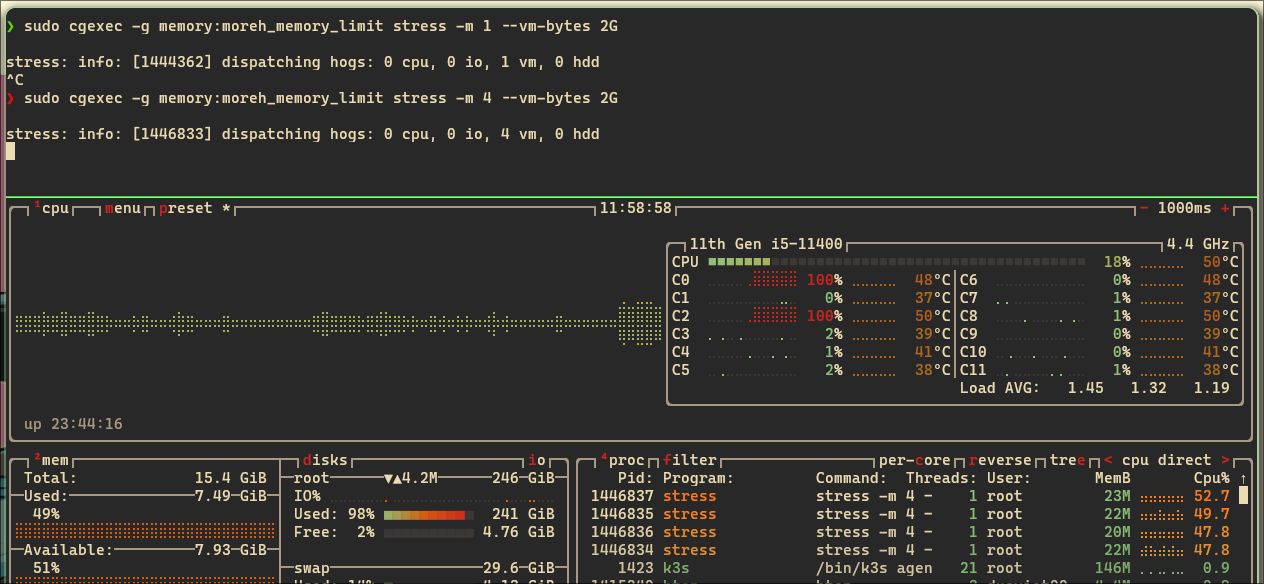 ❯ sudo cgexec -g memory:moreh_memory_limit stress -m 1 --vm-bytes 2G
stress: info: [1444362] dispatching hogs: 0 cpu, 0 io, 1 vm, 0 hdd
^C
❯ sudo cgexec -g memory:moreh_memory_limit stress -m 4 --vm-bytes 2G
stress: info: [1446833] dispatching hogs: 0 cpu, 0 io, 4 vm, 0 hdd
¹cpu menu preset * 11:58:58 - 1000ms +
11th Gen i5-11400 4.4 GHz
CPU 18% 50°C
C0 100% 48°C C6 0% 48°C
C1 0% 37°C C7 1% 37°C
C2 100% 50°C C8 1% 50°C
C3 2% 39°C C9 0% 39°C
C4 1% 41°C C10 0% 41°C
C5 2% 38°C C11 1% 38°C
Load AVG: 1.45 1.32 1.19
up 23:44:16
²mem
Total: 15.4 GiB
Used: 7.49 GiB
49%
Available: 7.93 GiB
51%
disks io
root ▼▲4.2M 246 GiB
IO%
Used: 98% 241 GiB
Free: 2% 4.76 GiB
swap 29.6 GiB
⁴proc filter per-core reverse tree < cpu direct >
Pid: Program: Command: Threads: User: MemB Cpu% ↑
1446837 stress stress -m 4 - 1 root 23M 52.7
1446835 stress stress -m 4 - 1 root 22M 49.7
1446836 stress stress -m 4 - 1 root 20M 47.8
1446834 stress stress -m 4 - 1 root 22M 47.8
1423 k3s /bin/k3s agen 21 root 146M 0.9